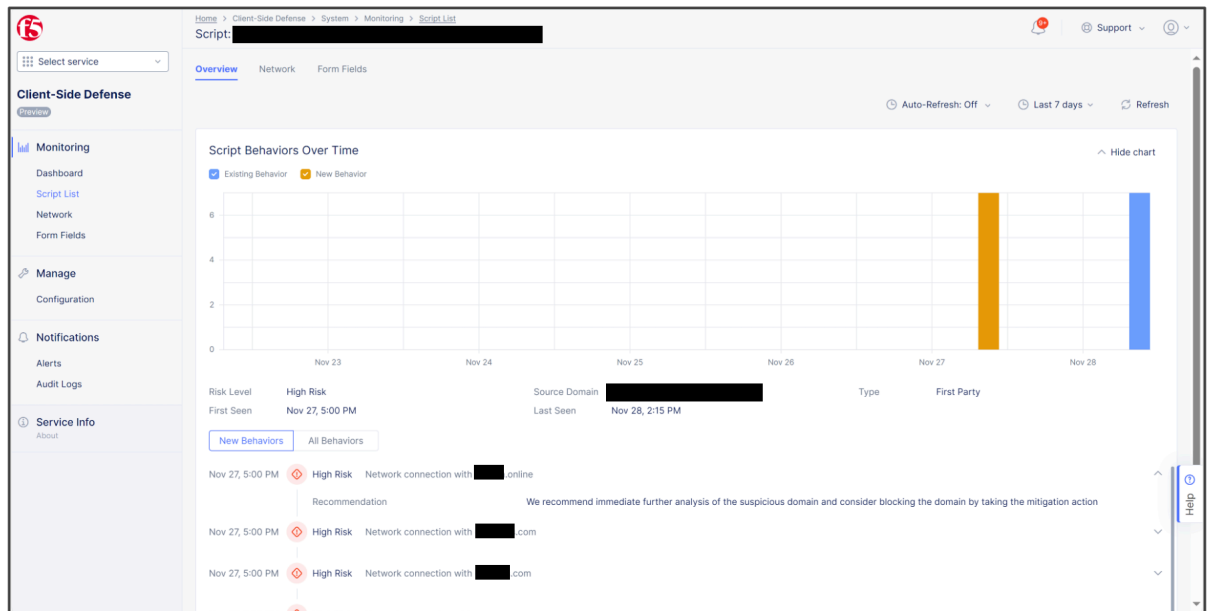 f5
Home > Client-Side Defense > System > Monitoring > Script List
Script:
9+
Support
Select service
Client-Side Defense
Preview
Monitoring
Dashboard
Script List
Network
Form Fields
Manage
Configuration
Notifications
Alerts
Audit Logs
Service Info
About
Overview Network Form Fields
Auto-Refresh: Off Last 7 days Refresh
Script Behaviors Over Time
Hide chart
Existing Behavior New Behavior
6
4
2
0
Nov 23 Nov 24 Nov 25 Nov 26 Nov 27 Nov 28
Risk Level High Risk Source Domain Type First Party
First Seen Nov 27, 5:00 PM Last Seen Nov 28, 2:15 PM
New Behaviors All Behaviors
Nov 27, 5:00 PM High Risk Network connection with .online
Recommendation We recommend immediate further analysis of the suspicious domain and consider blocking the domain by taking the mitigation action
Nov 27, 5:00 PM High Risk Network connection with .com
Nov 27, 5:00 PM High Risk Network connection with .com
Help